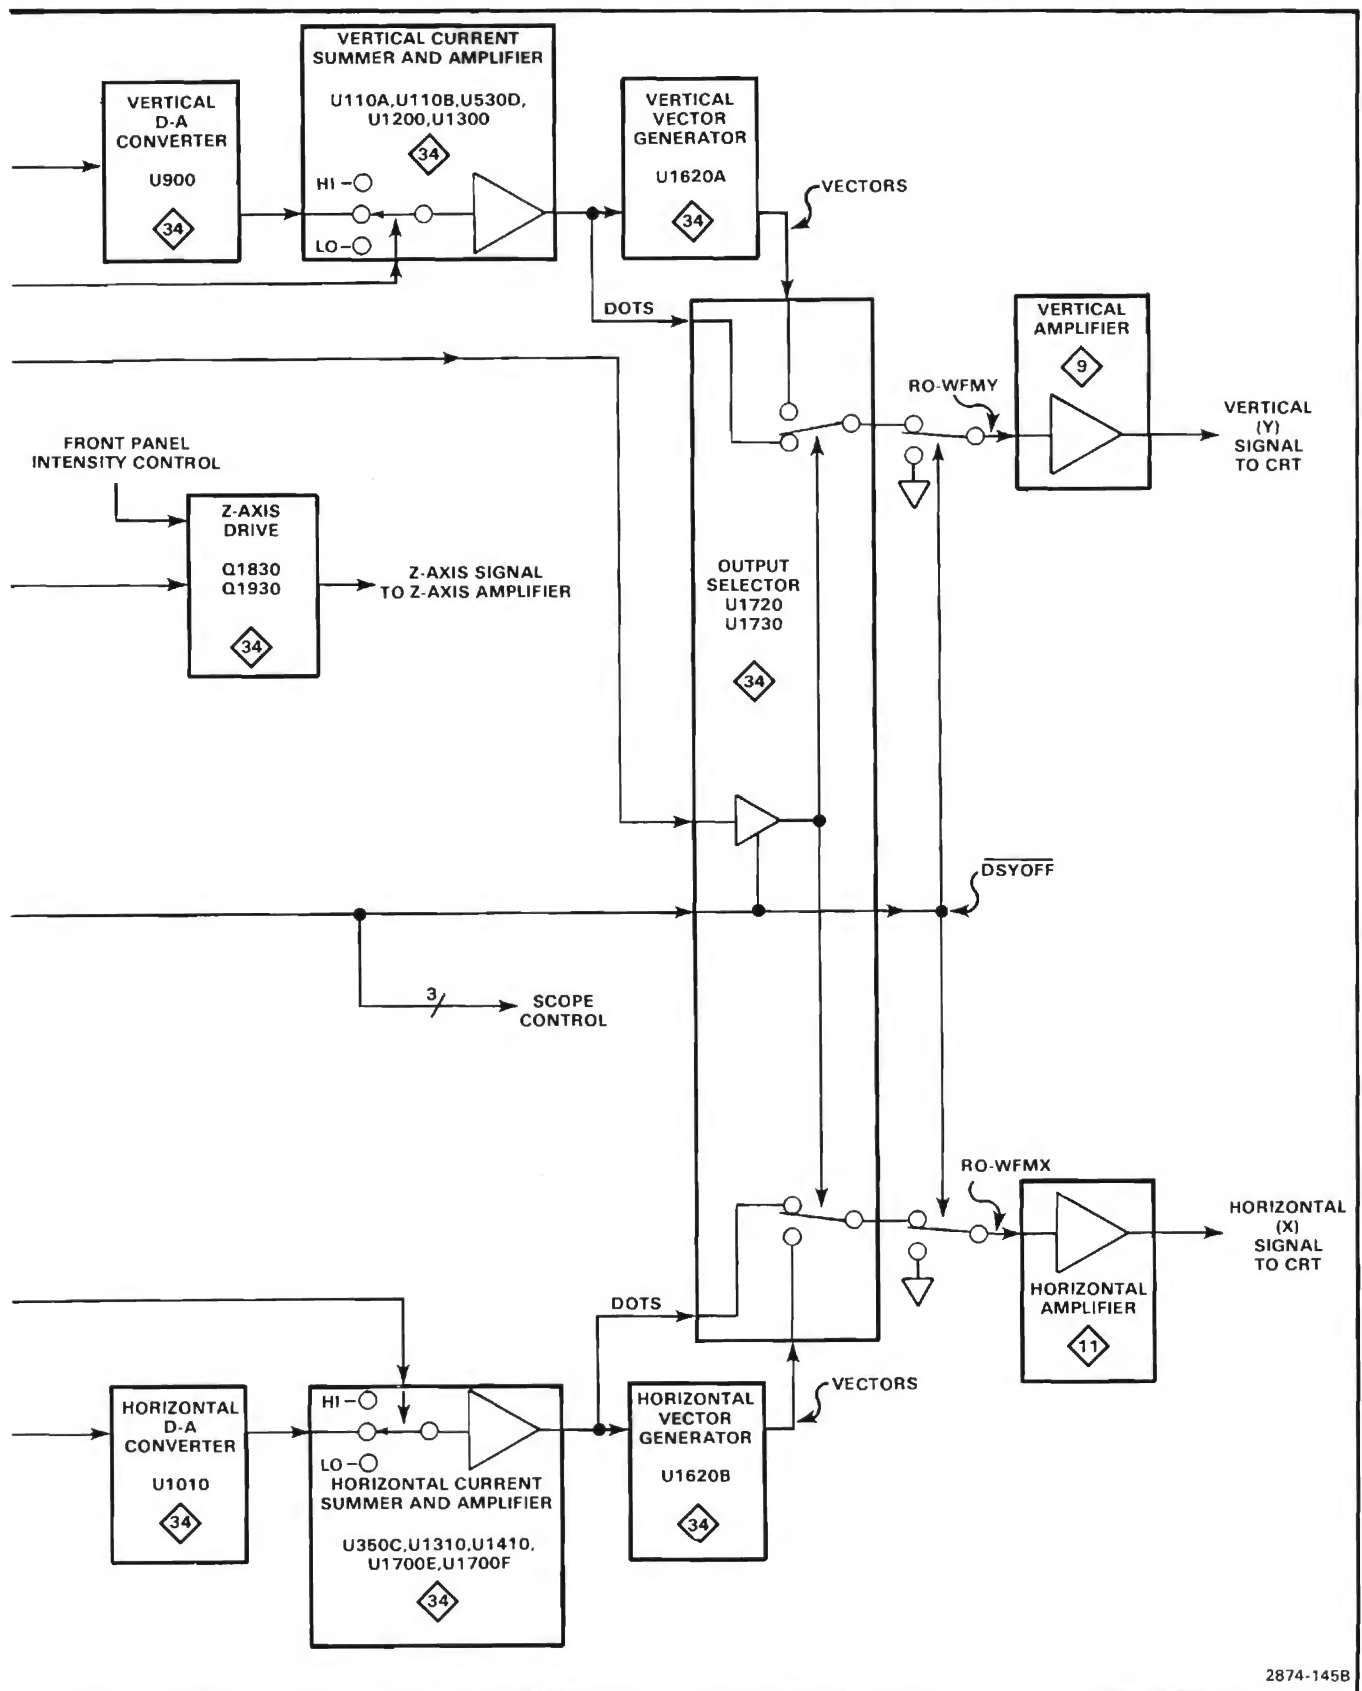 VERTICAL CURRENT
SUMMER AND AMPLIFIER
U110A,U110B,U530D,
U1200,U1300
34
HI
LO
VERTICAL
D-A
CONVERTER
U900
34
VERTICAL
VECTOR
GENERATOR
U1620A
34
VECTORS
DOTS
VERTICAL
AMPLIFIER
9
RO-WFMY
VERTICAL
(Y)
SIGNAL
TO CRT
FRONT PANEL
INTENSITY CONTROL
Z-AXIS
DRIVE
Q1830
Q1930
34
Z-AXIS SIGNAL
TO Z-AXIS AMPLIFIER
OUTPUT
SELECTOR
U1720
U1730
34
DSYOFF
3
SCOPE
CONTROL
RO-WFMX
HORIZONTAL
(X)
SIGNAL
TO CRT
HORIZONTAL
AMPLIFIER
11
DOTS
VECTORS
HORIZONTAL
D-A
CONVERTER
U1010
34
HI
LO
HORIZONTAL CURRENT
SUMMER AND AMPLIFIER
U350C,U1310,U1410,
U1700E,U1700F
34
HORIZONTAL
VECTOR
GENERATOR
U1620B
34
2874-145B